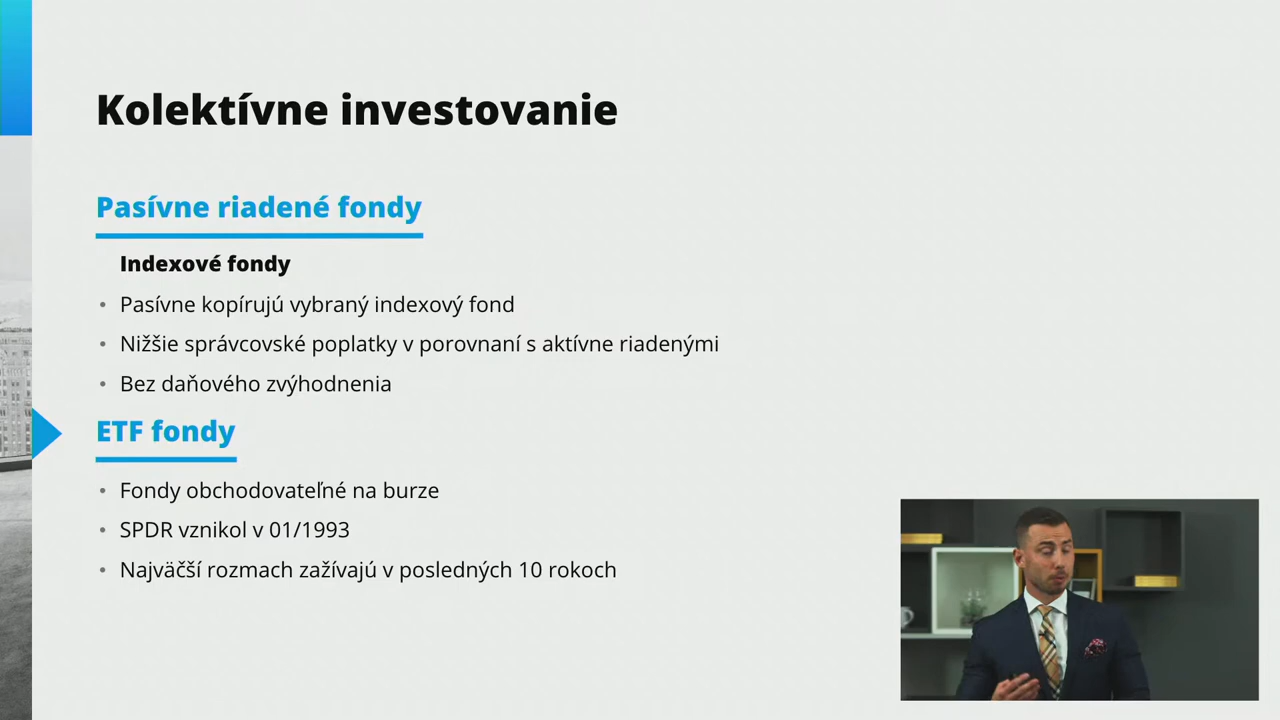 Kolektívne investovanie
Pasívne riadené fondy
Indexové fondy
• Pasívne kopírujú vybraný indexový fond
• Nižšie správcovské poplatky v porovnaní s aktívne riadenými
• Bez daňového zvýhodnenia
ETF fondy
• Fondy obchodovateľné na burze
• SPDR vznikol v 01/1993
• Najväčší rozmach zažívajú v posledných 10 rokoch